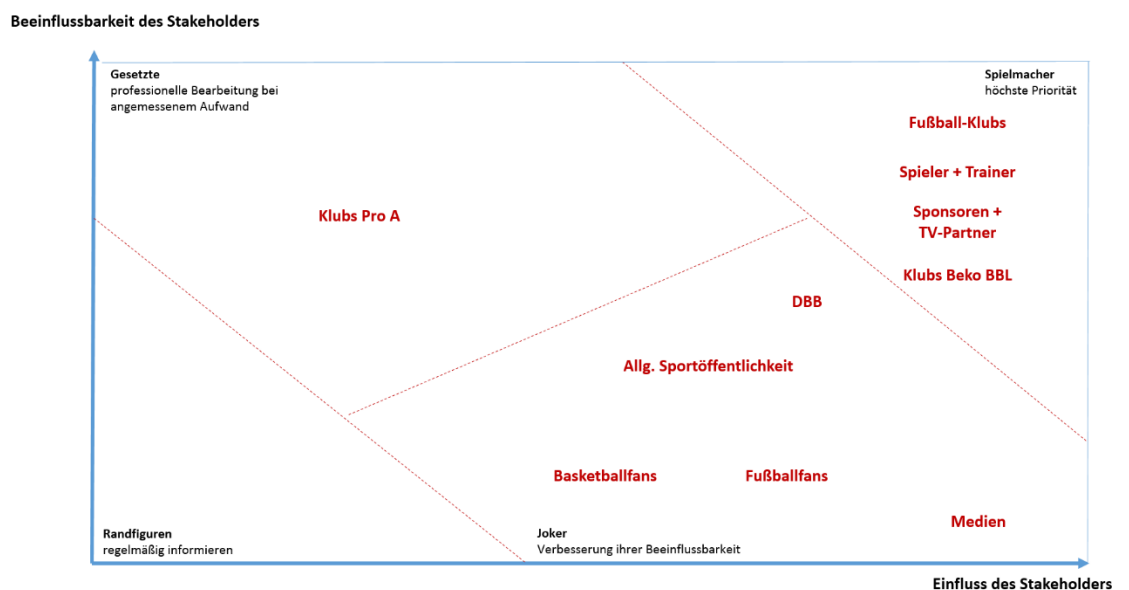 Beeinflussbarkeit des Stakeholders
Gesetzte
professionelle Bearbeitung bei
angemessenem Aufwand
Spielmacher
höchste Priorität
Fußball-Klubs
Spieler + Trainer
Klubs Pro A
Sponsoren +
TV-Partner
Klubs Beko BBL
DBB
Allg. Sportöffentlichkeit
Basketballfans
Fußballfans
Medien
Randfiguren
regelmäßig informieren
Joker
Verbesserung ihrer Beeinflussbarkeit
Einfluss des Stakeholders